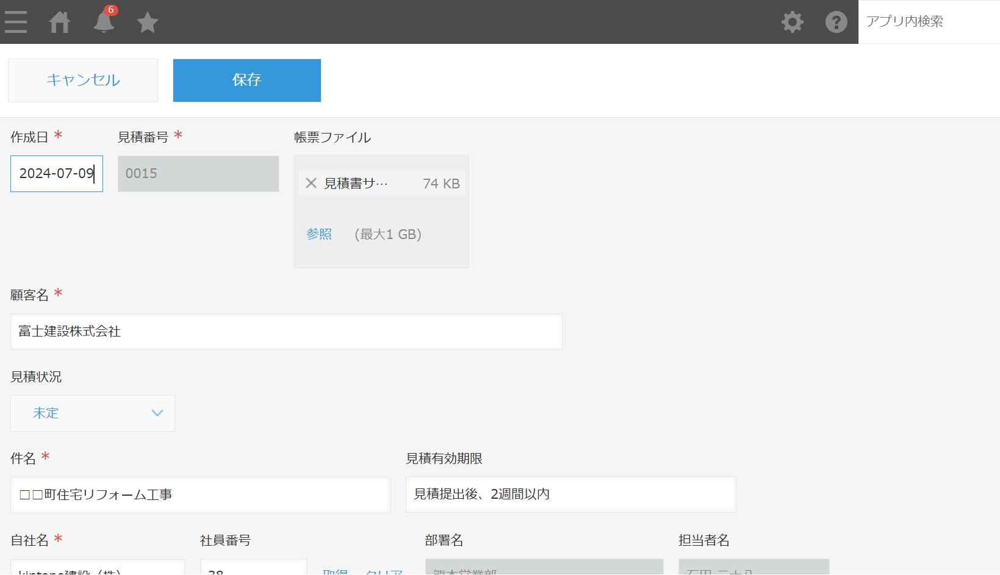 6
アプリ内検索
キャンセル 保存
作成日 * 見積番号 * 帳票ファイル
2024-07-09 0015
見積書サ… 74 KB
参照 (最大1 GB)
顧客名 *
富士建設株式会社
見積状況
未定
件名 * 見積有効期限
□□町住宅リフォーム工事 見積提出後、2週間以内
自社名 * 社員番号 部署名 担当者名
kintone建設（株） 38 取得 クリア 熊本営業部